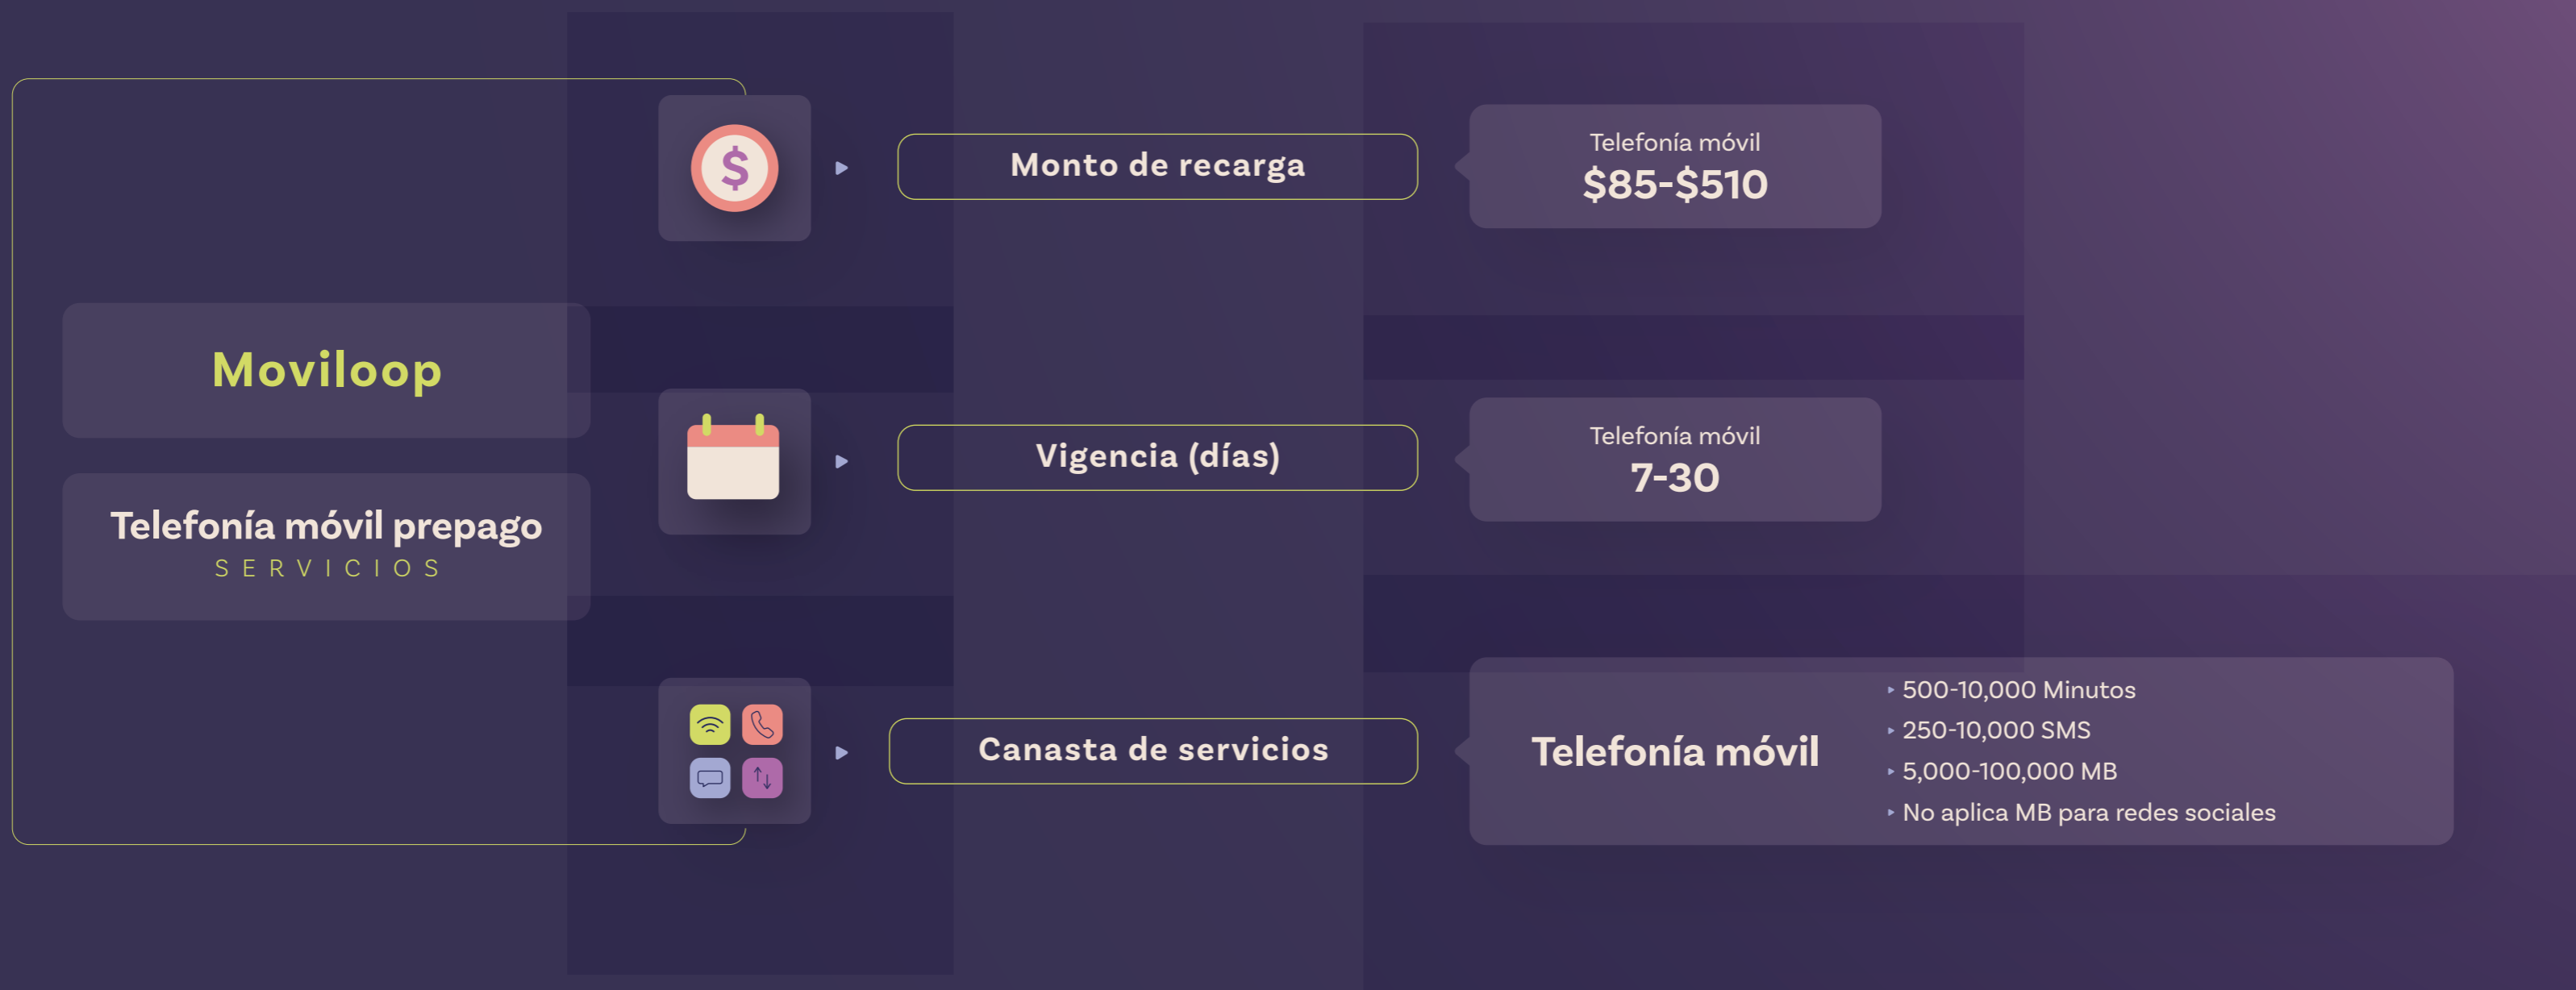 Moviloop
Telefonía móvil prepago
SERVICIOS
$
Monto de recarga
Telefonía móvil
$85-$510
Vigencia (días)
Telefonía móvil
7-30
Canasta de servicios
Telefonía móvil
500-10,000 Minutos
250-10,000 SMS
5,000-100,000 MB
No aplica MB para redes sociales